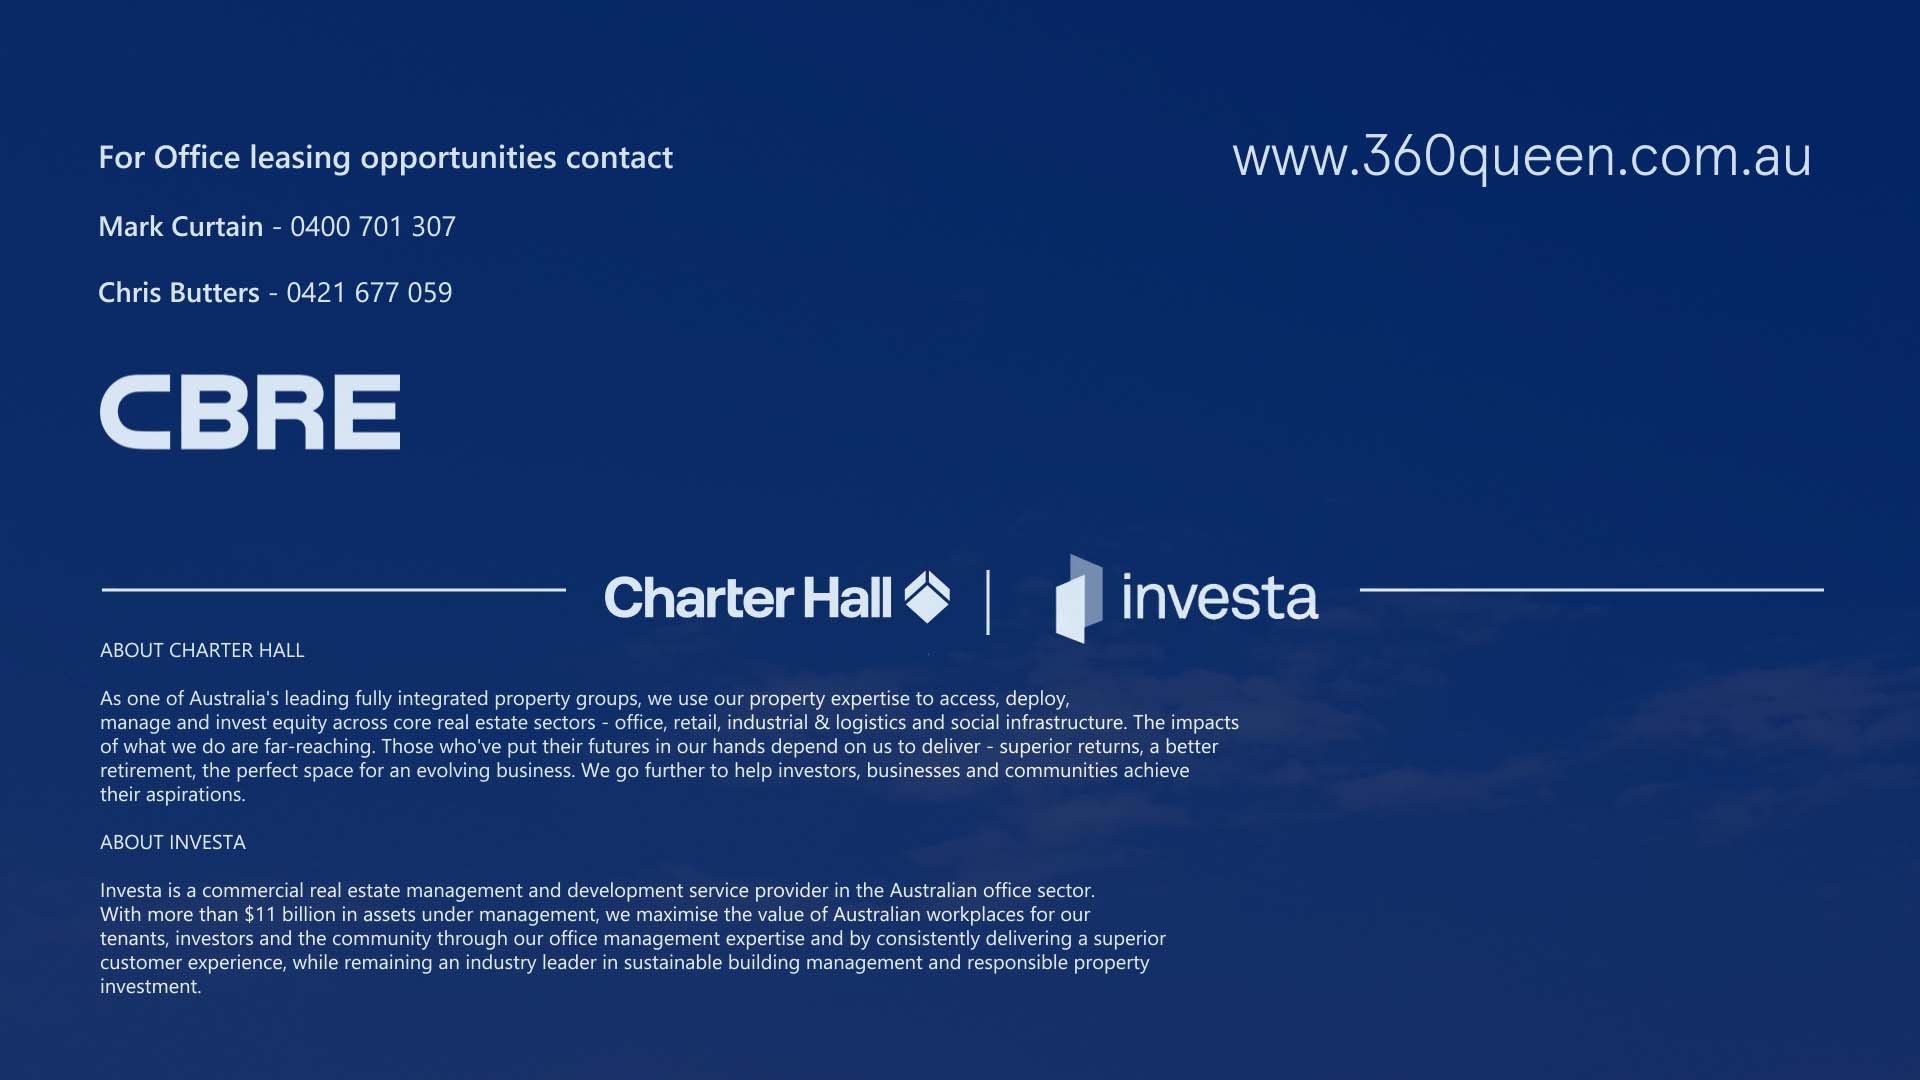 For Office leasing opportunities contact
www.360queen.com.au
Mark Curtain - 0400 701 307
Chris Butters - 0421 677 059
CBRE
Charter Hall
investa
ABOUT CHARTER HALL
As one of Australia's leading fully integrated property groups, we use our property expertise to access, deploy,
manage and invest equity across core real estate sectors - office, retail, industrial & logistics and social infrastructure. The impacts
of what we do are far-reaching. Those who've put their futures in our hands depend on us to deliver - superior returns, a better
retirement, the perfect space for an evolving business. We go further to help investors, businesses and communities achieve
their aspirations.
ABOUT INVESTA
Investa is a commercial real estate management and development service provider in the Australian office sector.
With more than $11 billion in assets under management, we maximise the value of Australian workplaces for our
tenants, investors and the community through our office management expertise and by consistently delivering a superior
customer experience, while remaining an industry leader in sustainable building management and responsible property
investment.